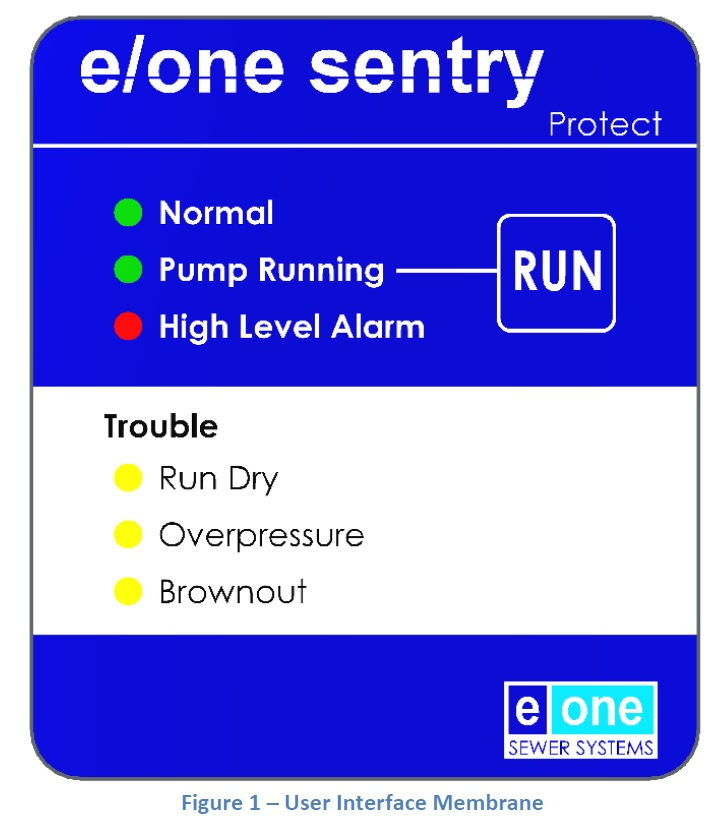 e/one sentry
Protect
Normal
Pump Running
RUN
High Level Alarm
Trouble
Run Dry
Overpressure
Brownout
e one
SEWER SYSTEMS
Figure 1 – User Interface Membrane